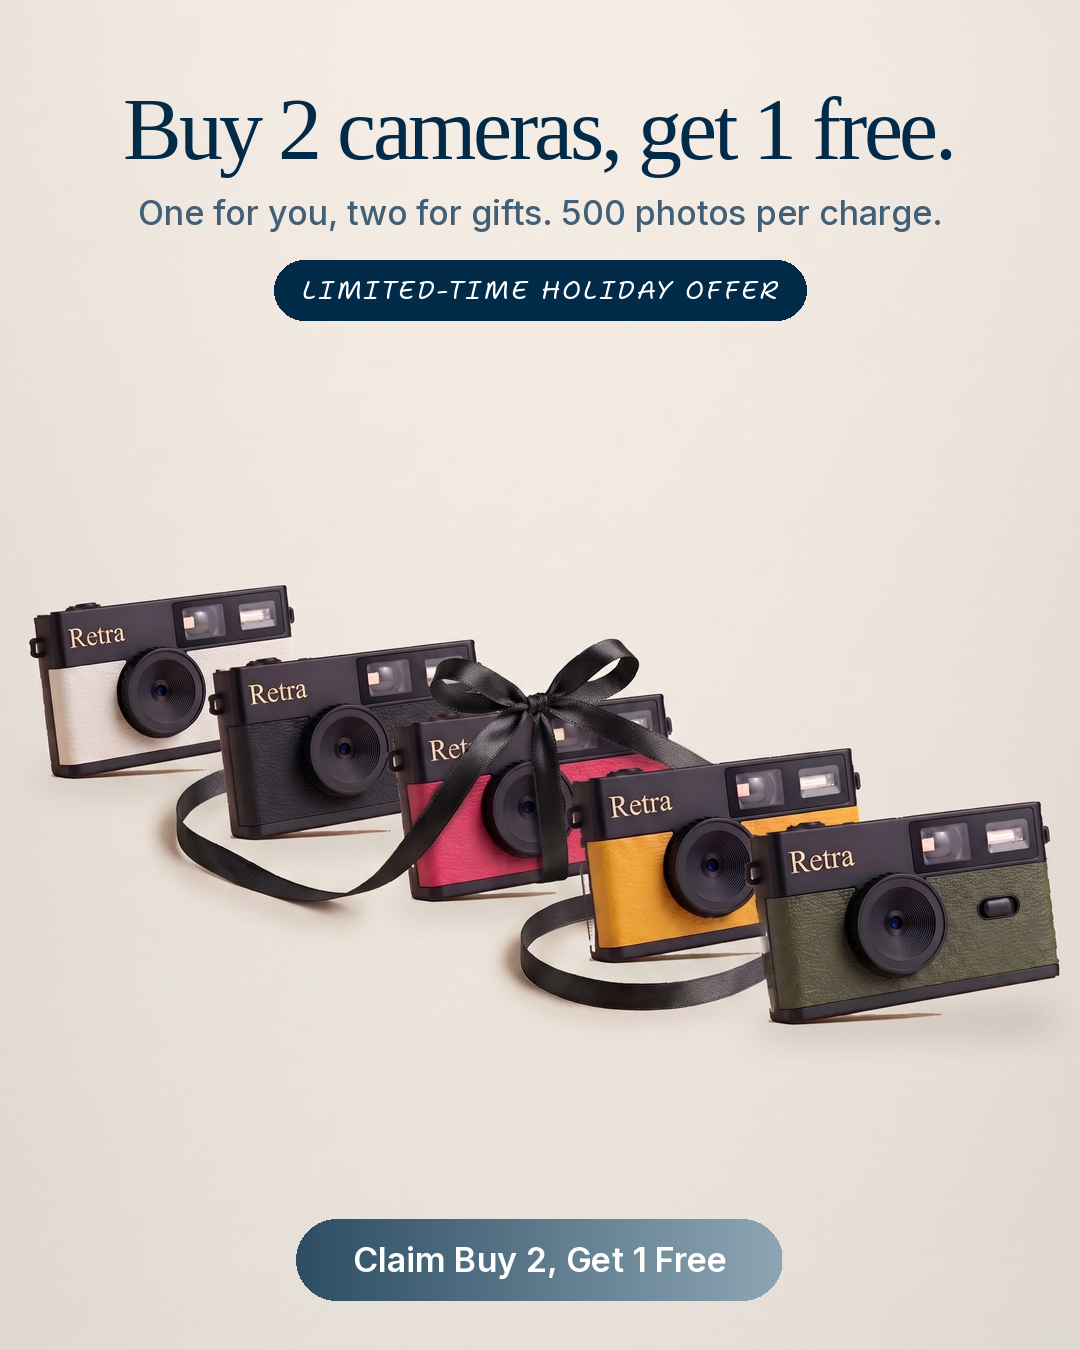 Buy 2 cameras, get 1 free.
One for you, two for gifts. 500 photos per charge.
LIMITED-TIME HOLIDAY OFFER
Retra
Retra
Ret
Retra
Retra
Claim Buy 2, Get 1 Free